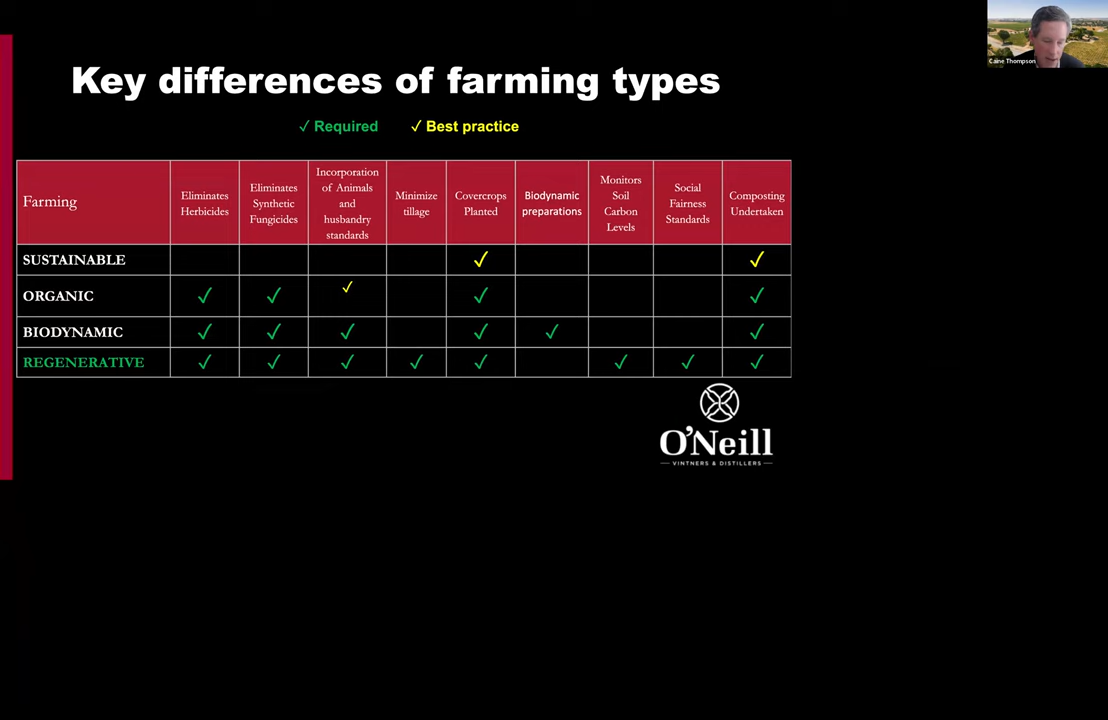 Caine Thompson
Key differences of farming types
✓ Required ✓ Best practice
Farming
Eliminates
Herbicides
Eliminates
Synthetic
Fungicides
Incorporation
of Animals
and
husbandry
standards
Minimize
tillage
Covercrops
Planted
Biodynamic
preparations
Monitors
Soil
Carbon
Levels
Social
Fairness
Standards
Composting
Undertaken
SUSTAINABLE ✓ ✓
ORGANIC ✓ ✓ ✓ ✓ ✓
BIODYNAMIC ✓ ✓ ✓ ✓ ✓ ✓
REGENERATIVE ✓ ✓ ✓ ✓ ✓ ✓ ✓ ✓
O'Neill
VINTNERS & DISTILLERS